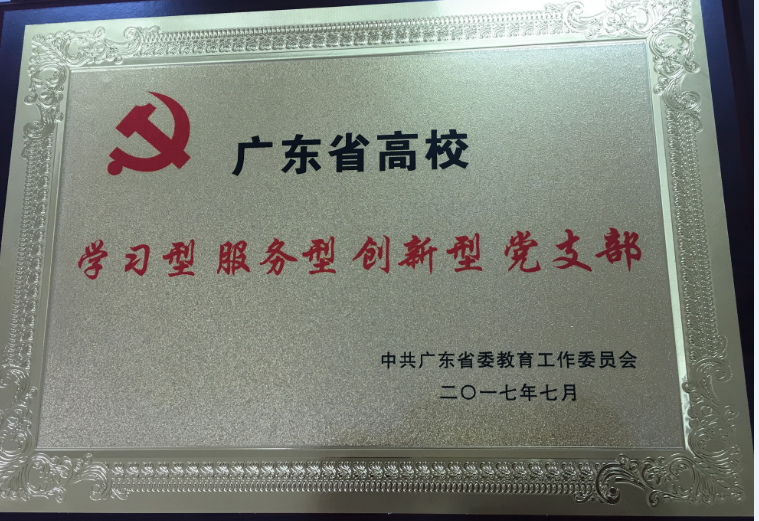 广东省高校
学习型 服务型 创新型 党支部
中共广东省委教育工作委员会
二〇一七年七月